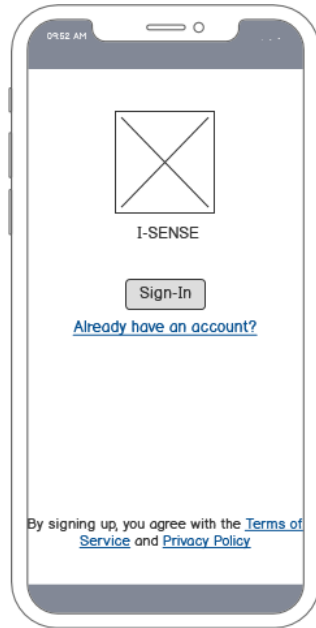 09:52 AM
I-SENSE
Sign-In
Already have an account?
By signing up, you agree with the Terms of
Service and Privacy Policy